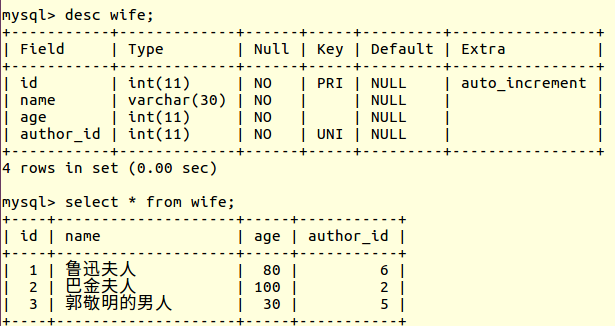 mysql> desc wife;
+-----------+-------------+------+-----+---------+----------------+
| Field     | Type        | Null | Key | Default | Extra          |
+-----------+-------------+------+-----+---------+----------------+
| id        | int(11)     | NO   | PRI | NULL    | auto_increment |
| name      | varchar(30) | NO   |     | NULL    |                |
| age       | int(11)     | NO   |     | NULL    |                |
| author_id | int(11)     | NO   | UNI | NULL    |                |
+-----------+-------------+------+-----+---------+----------------+
4 rows in set (0.00 sec)
mysql> select * from wife;
+----+--------------------+-----+-----------+
| id | name               | age | author_id |
+----+--------------------+-----+-----------+
|  1 | 鲁迅夫人           |  80 |         6 |
|  2 | 巴金夫人           | 100 |         2 |
|  3 | 郭敬明的男人       |  30 |         5 |
+----+--------------------+-----+-----------+